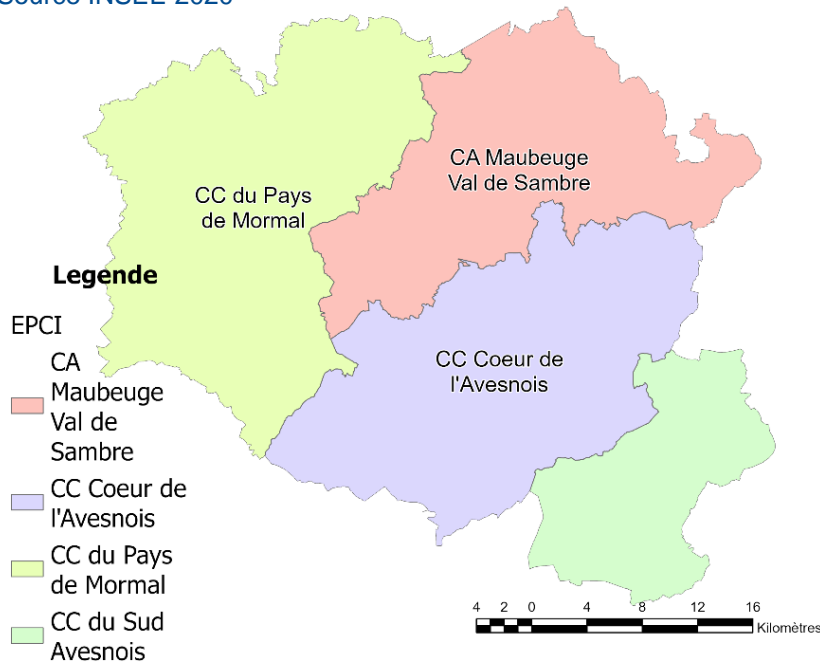 CA Maubeuge
Val de Sambre
CC du Pays
de Mormal
CC Coeur de
l'Avesnois
Legende
EPCI
CA
Maubeuge
Val de
Sambre
CC Coeur de
l'Avesnois
CC du Pays
de Mormal
CC du Sud
Avesnois
4 2 0 4 8 12 16
Kilomètres